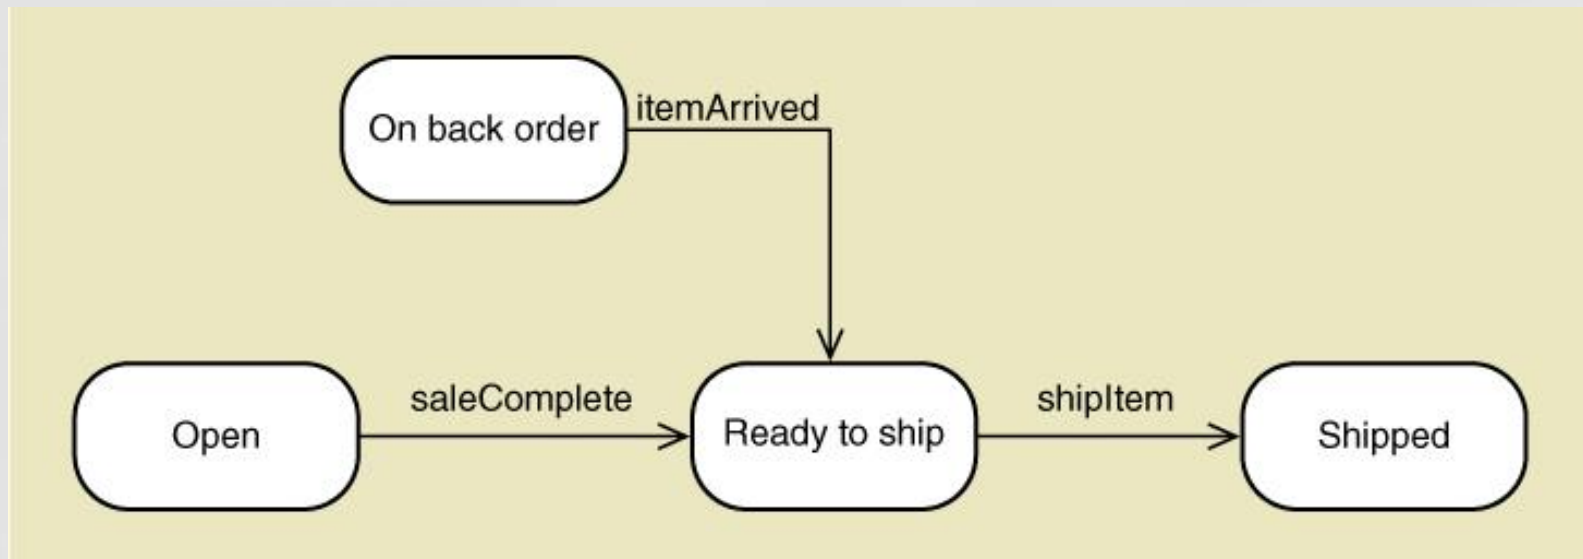 itemArrived
On back order
saleComplete
shipItem
Open
Ready to ship
Shipped